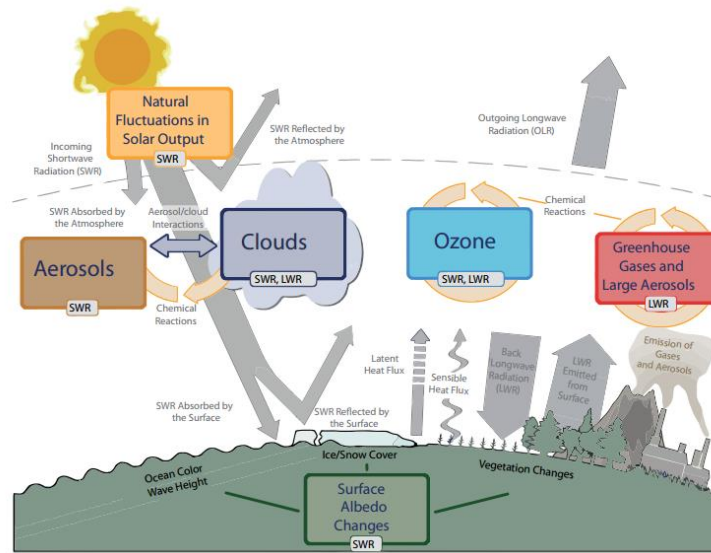 Natural
Fluctuations in
Solar Output
SWR
Incoming
Shortwave
Radiation (SWR)
SWR Reflected by
the Atmosphere
Outgoing Longwave
Radiation (OLR)
SWR Absorbed by
the Atmosphere
Aerosol/cloud
Interactions
Chemical
Reactions
Aerosols
SWR
Clouds
SWR, LWR
Ozone
SWR, LWR
Greenhouse
Gases and
Large Aerosols
LWR
Chemical
Reactions
Latent
Heat Flux
Sensible
Heat Flux
Back
Longwave
Radiation
(LWR)
LWR
Emitted
from
Surface
Emission of
Gases
and Aerosols
SWR Absorbed by
the Surface
SWR Reflected by
the Surface
Ice/Snow Cover
Ocean Color
Wave Height
Vegetation Changes
Surface
Albedo
Changes
SWR